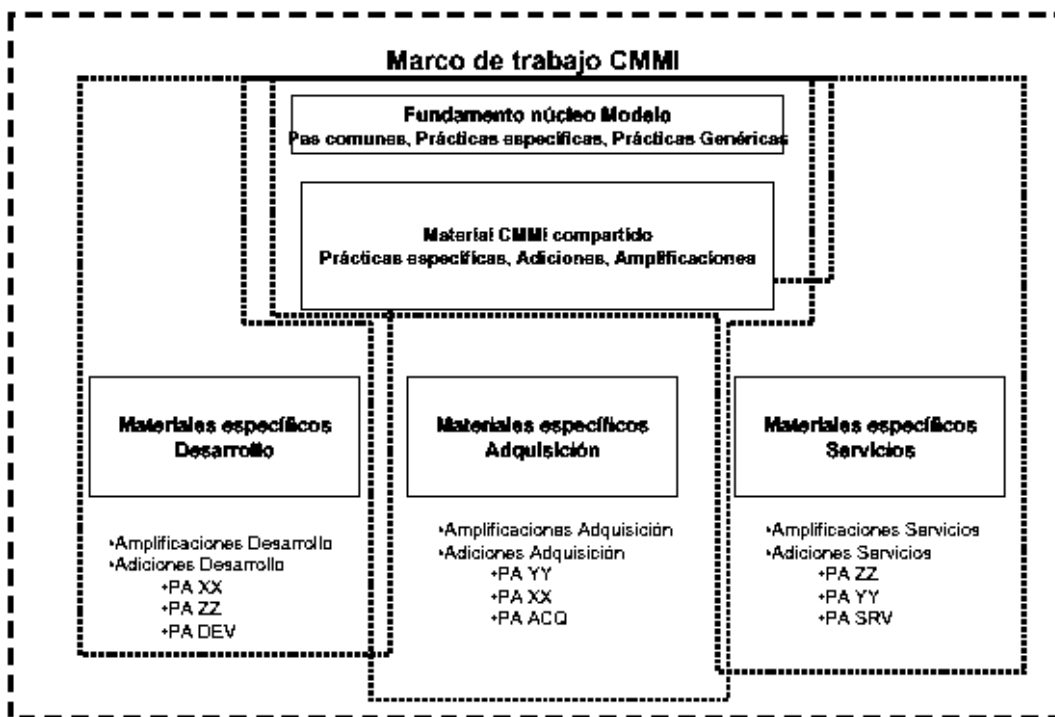 Marco de trabajo CMMI
Fundamento núcleo Modelo
Pas comunes, Prácticas específicas, Prácticas Genéricas
Material CMMI compartido
Prácticas específicas, Adiciones, Amplificaciones
Materiales específicos
Desarrollo
•Amplificaciones Desarrollo
•Adiciones Desarrollo
•PA XX
•PA ZZ
•PA DEV
Materiales específicos
Adquisición
•Amplificaciones Adquisición
•Adiciones Adquisición
•PA YY
•PA XX
•PA ACQ
Materiales específicos
Servicios
•Amplificaciones Servicios
•Adiciones Servicios
•PA ZZ
•PA YY
•PA SRV